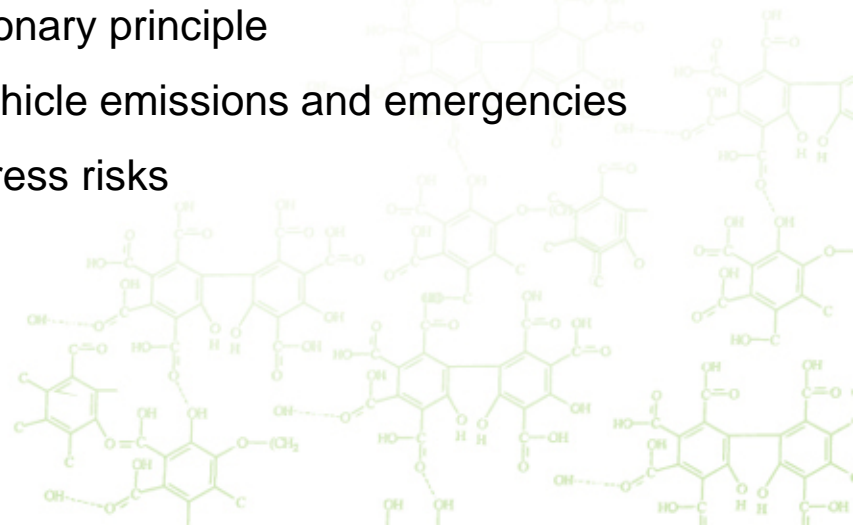 onary principle
hicle emissions and emergencies
ress risks